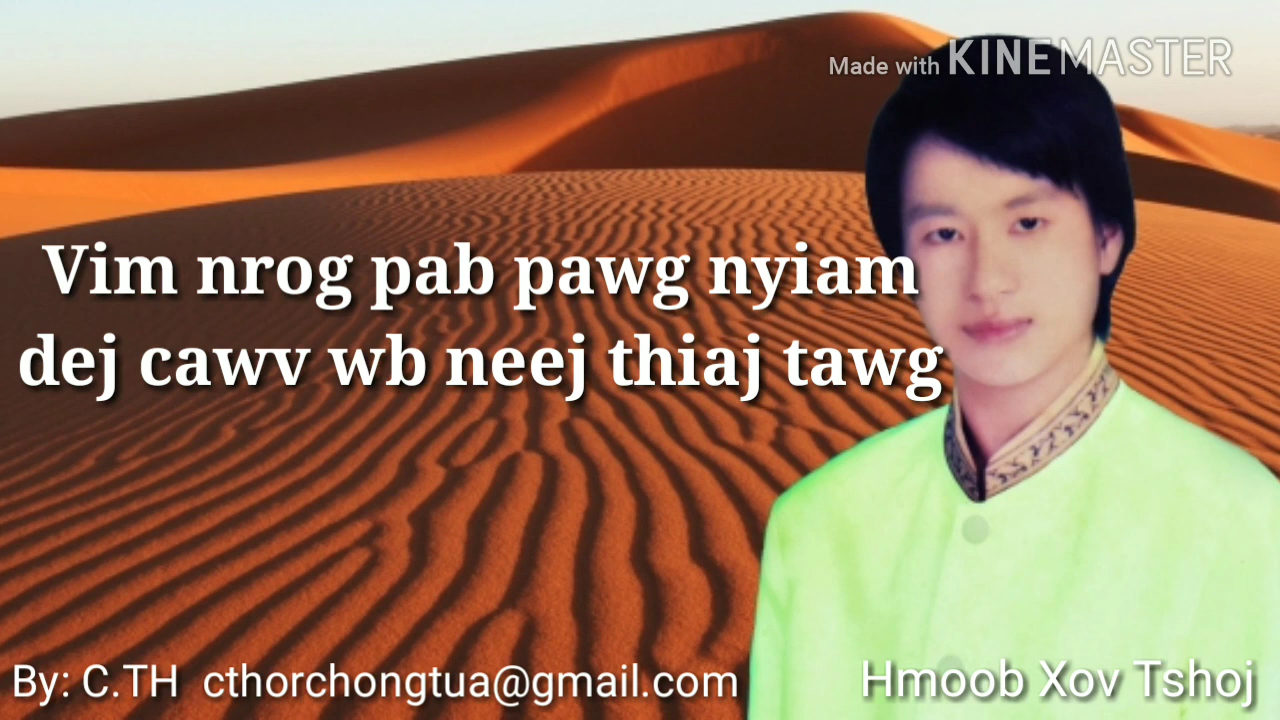 Made with KINEMASTER
Vim nrog pab pawg nyiam
dej cawv wb neej thiaj tawg
By: C.TH cthorchongtua@gmail.com
Hmoob Xov Tshoj